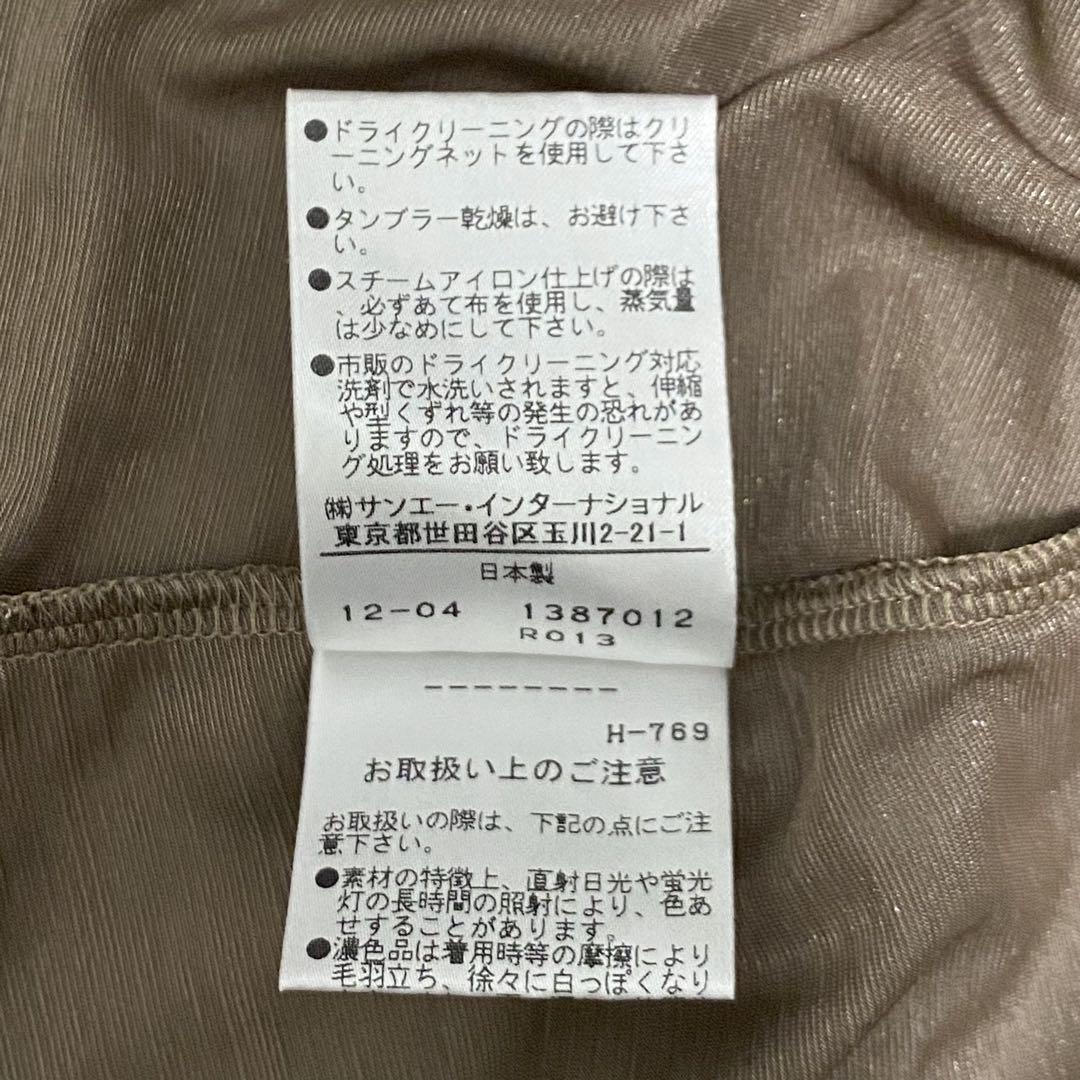 ●ドライクリーニングの際はクリ
ーニングネットを使用して下さ
い。
●タンブラー乾燥は、お避け下さ
い。
●スチームアイロン仕上げの際は
、必ずあて布を使用し、蒸気量
は少なめにして下さい。
●市販のドライクリーニング対応
洗剤で水洗いされますと、伸縮
や型くずれ等の発生の恐れがあ
りますので、ドライクリーニン
グ処理をお願い致します。
㈱サンエー・インターナショナル
東京都世田谷区玉川2-21-1
日本製
12-04 1387012
R013
--------
H-769
お取扱い上のご注意
お取扱いの際は、下記の点にご注
意下さい。
●素材の特徴上、直射日光や蛍光
灯の長時間の照射により、色あ
せすることがあります。
●濃色品は着用時等の摩擦により
毛羽立ち、徐々に白っぽくなり